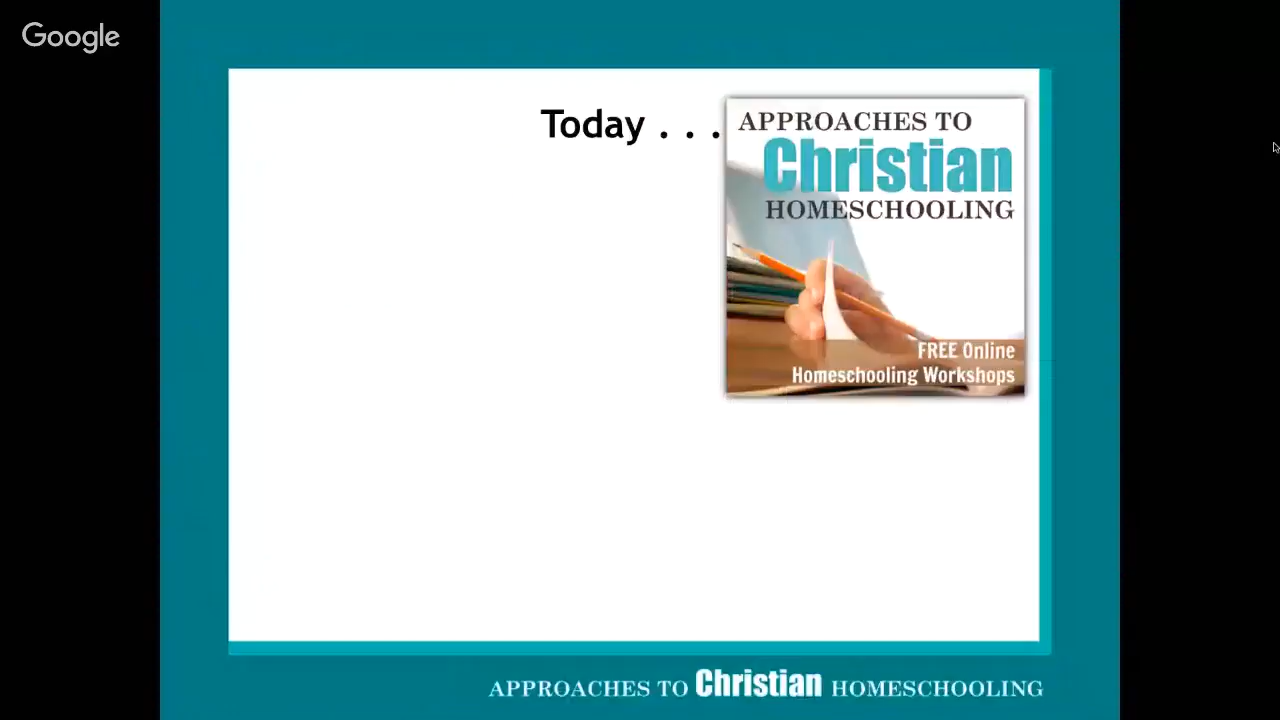 Google
Today . . .
APPROACHES TO
Christian
HOMESCHOOLING
FREE Online
Homeschooling Workshops
APPROACHES TO Christian HOMESCHOOLING